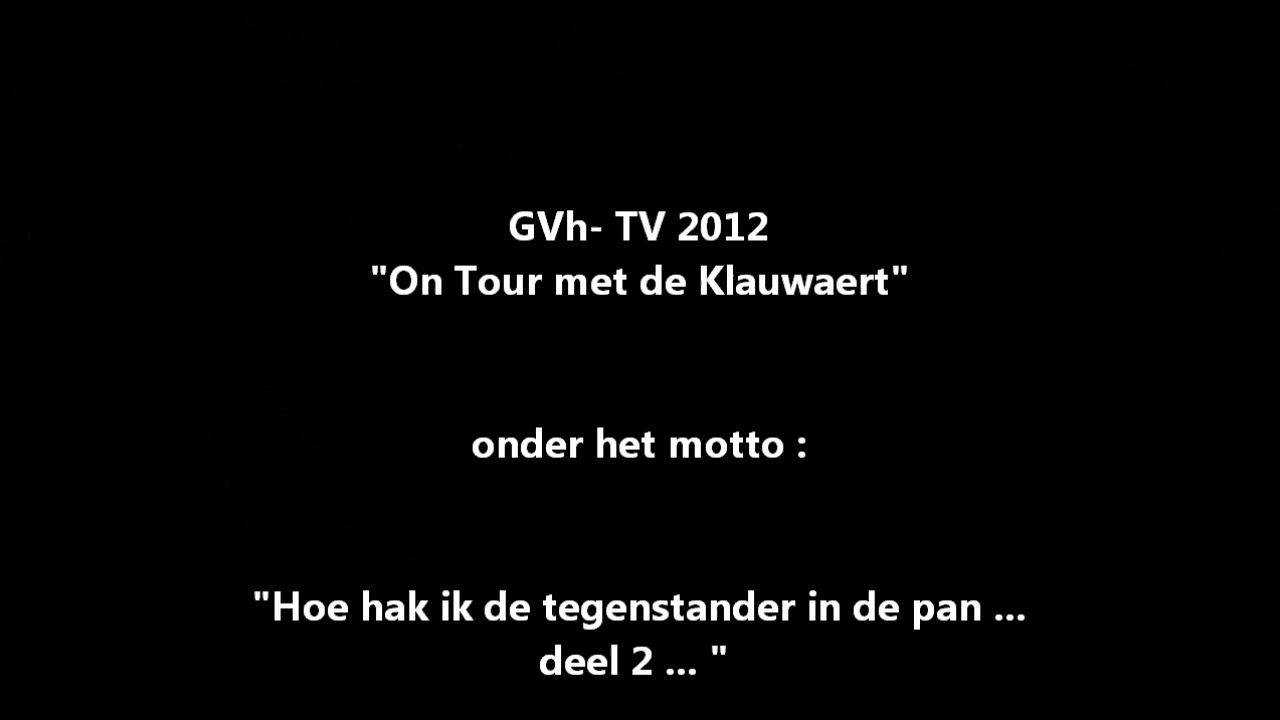 GVh- TV 2012
"On Tour met de Klauwaert"
onder het motto :
"Hoe hak ik de tegenstander in de pan ...
deel 2 ... "